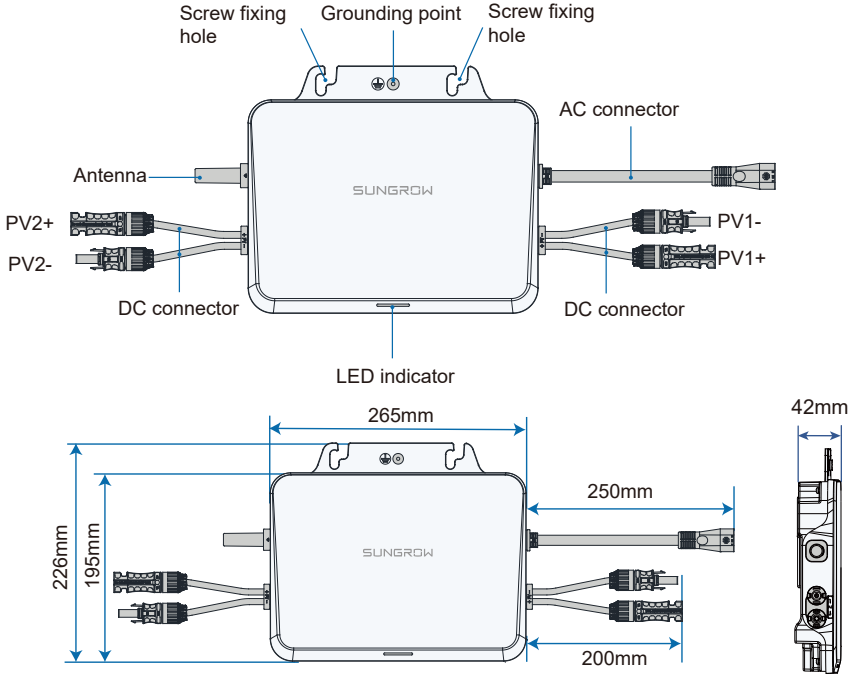 Screw fixing
hole
Grounding point
Screw fixing
hole
AC connector
Antenna
SUNGROW
PV2+
PV1-
PV2-
PV1+
DC connector
DC connector
LED indicator
265mm
42mm
250mm
226mm
195mm
SUNGROW
200mm